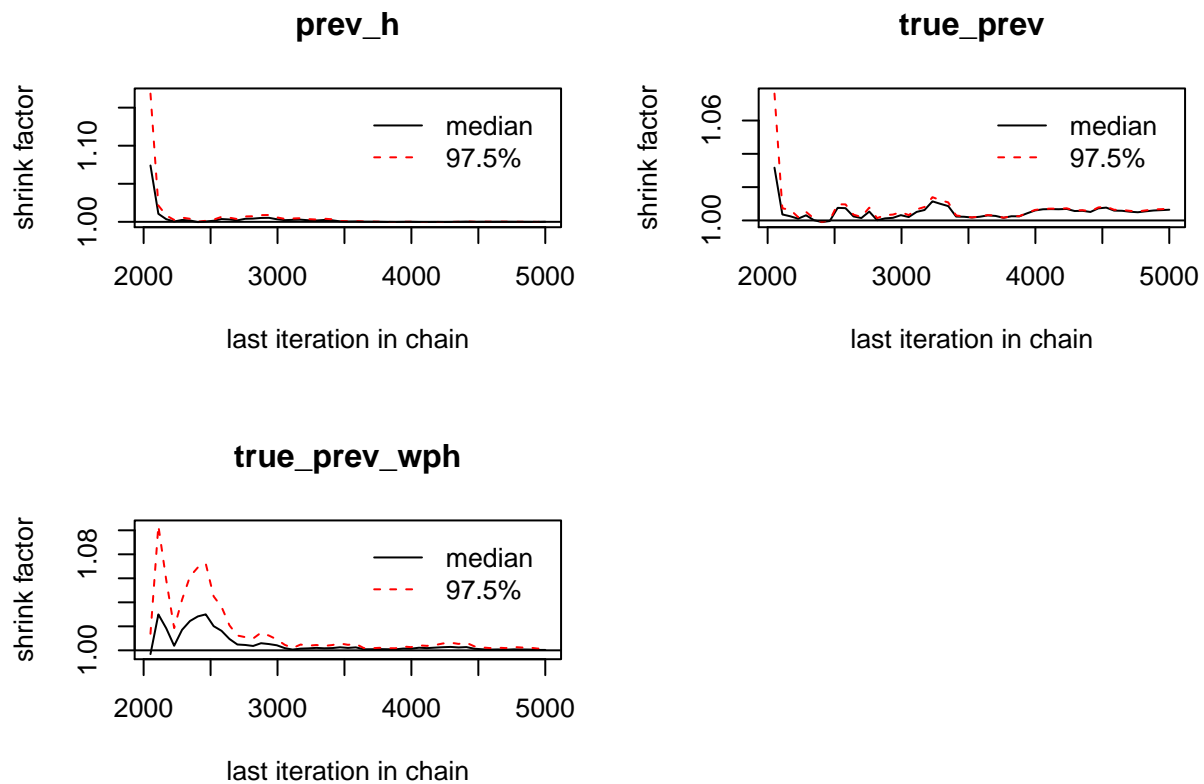 prev_h
shrink factor
1.00 1.10
median
97.5%
2000 3000 4000 5000
last iteration in chain
true_prev
shrink factor
1.00 1.06
median
97.5%
2000 3000 4000 5000
last iteration in chain
true_prev_wph
shrink factor
1.00 1.08
median
97.5%
2000 3000 4000 5000
last iteration in chain